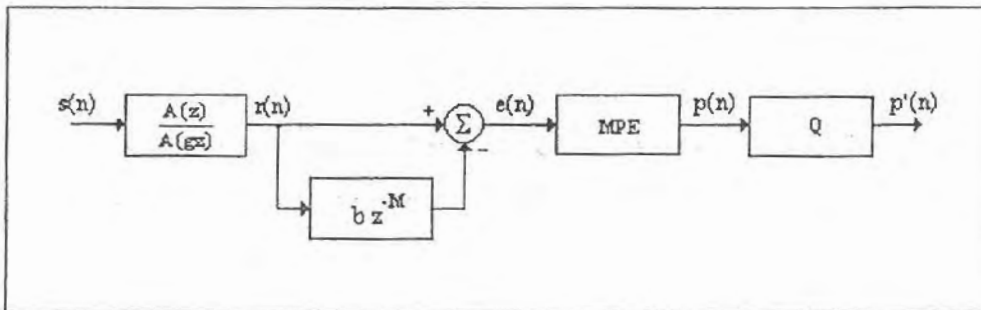 s(n) A(z) r(n) + Σ e(n) MPE p(n) Q p'(n)
A(gz) -
b z-M